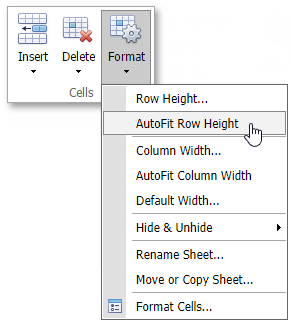 Insert Delete Format
Cells
Row Height...
AutoFit Row Height
Column Width...
AutoFit Column Width
Default Width...
Hide & Unhide
Rename Sheet...
Move or Copy Sheet...
Format Cells...